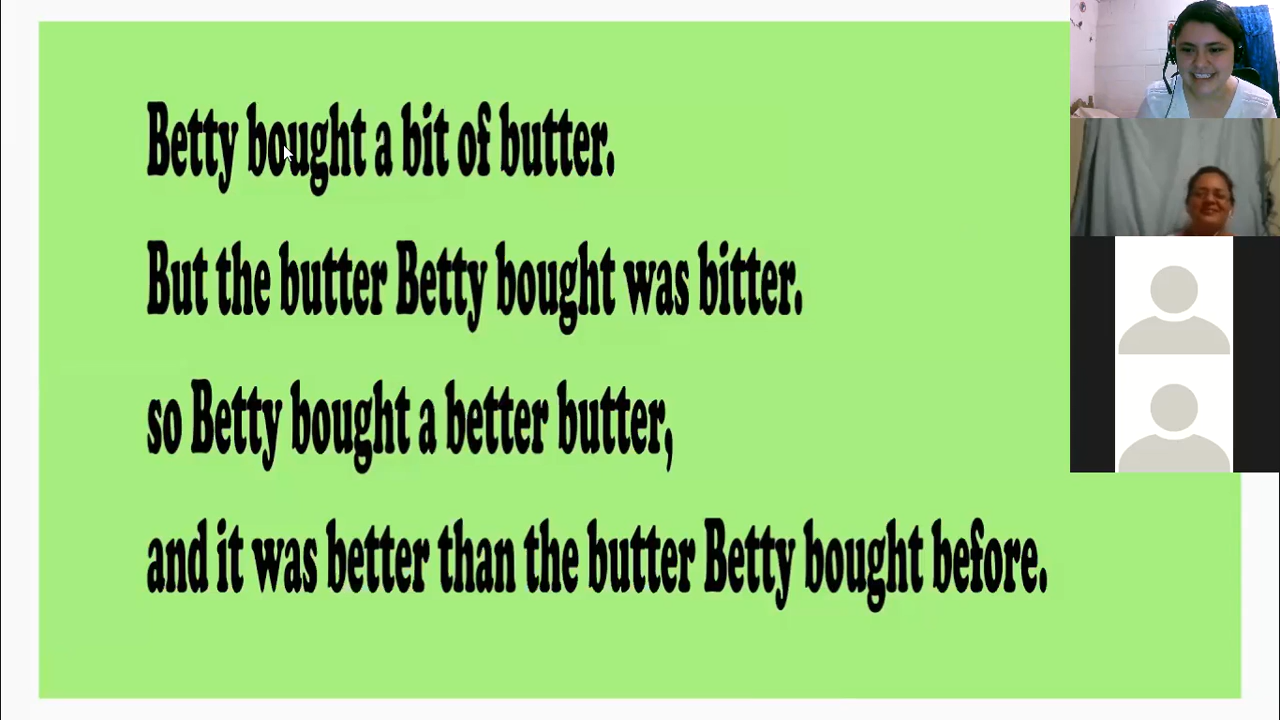 Betty bought a bit of butter.
But the butter Betty bought was bitter.
so Betty bought a better butter,
and it was better than the butter Betty bought before.